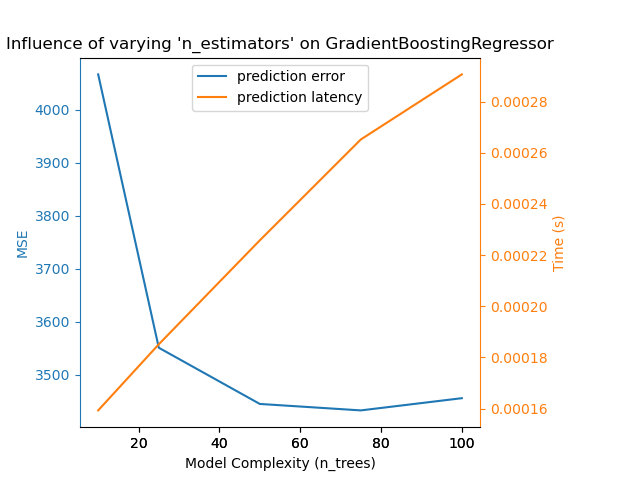 Influence of varying 'n_estimators' on GradientBoostingRegressor
prediction error
prediction latency
4000
3900
3800
3700
3600
3500
MSE
0.00028
0.00026
0.00024
0.00022
0.00020
0.00018
0.00016
Time (s)
20 40 60 80 100
Model Complexity (n_trees)